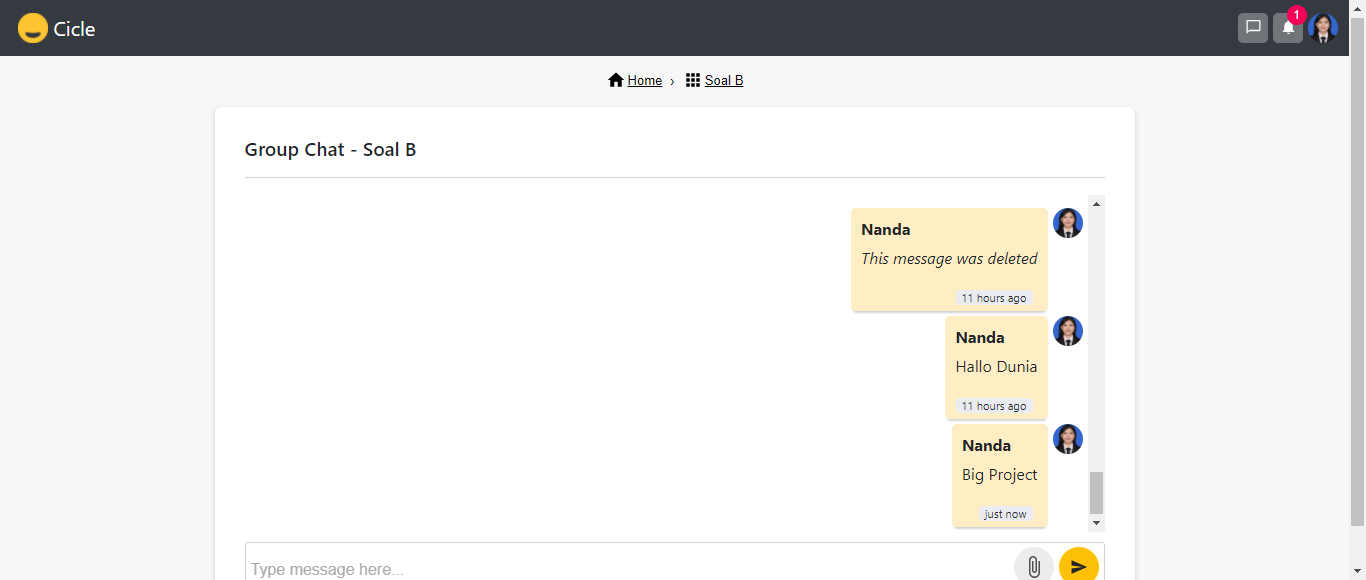 Cicle
1
Home › Soal B
Group Chat - Soal B
Nanda
This message was deleted
11 hours ago
Nanda
Hallo Dunia
11 hours ago
Nanda
Big Project
just now
Type message here...